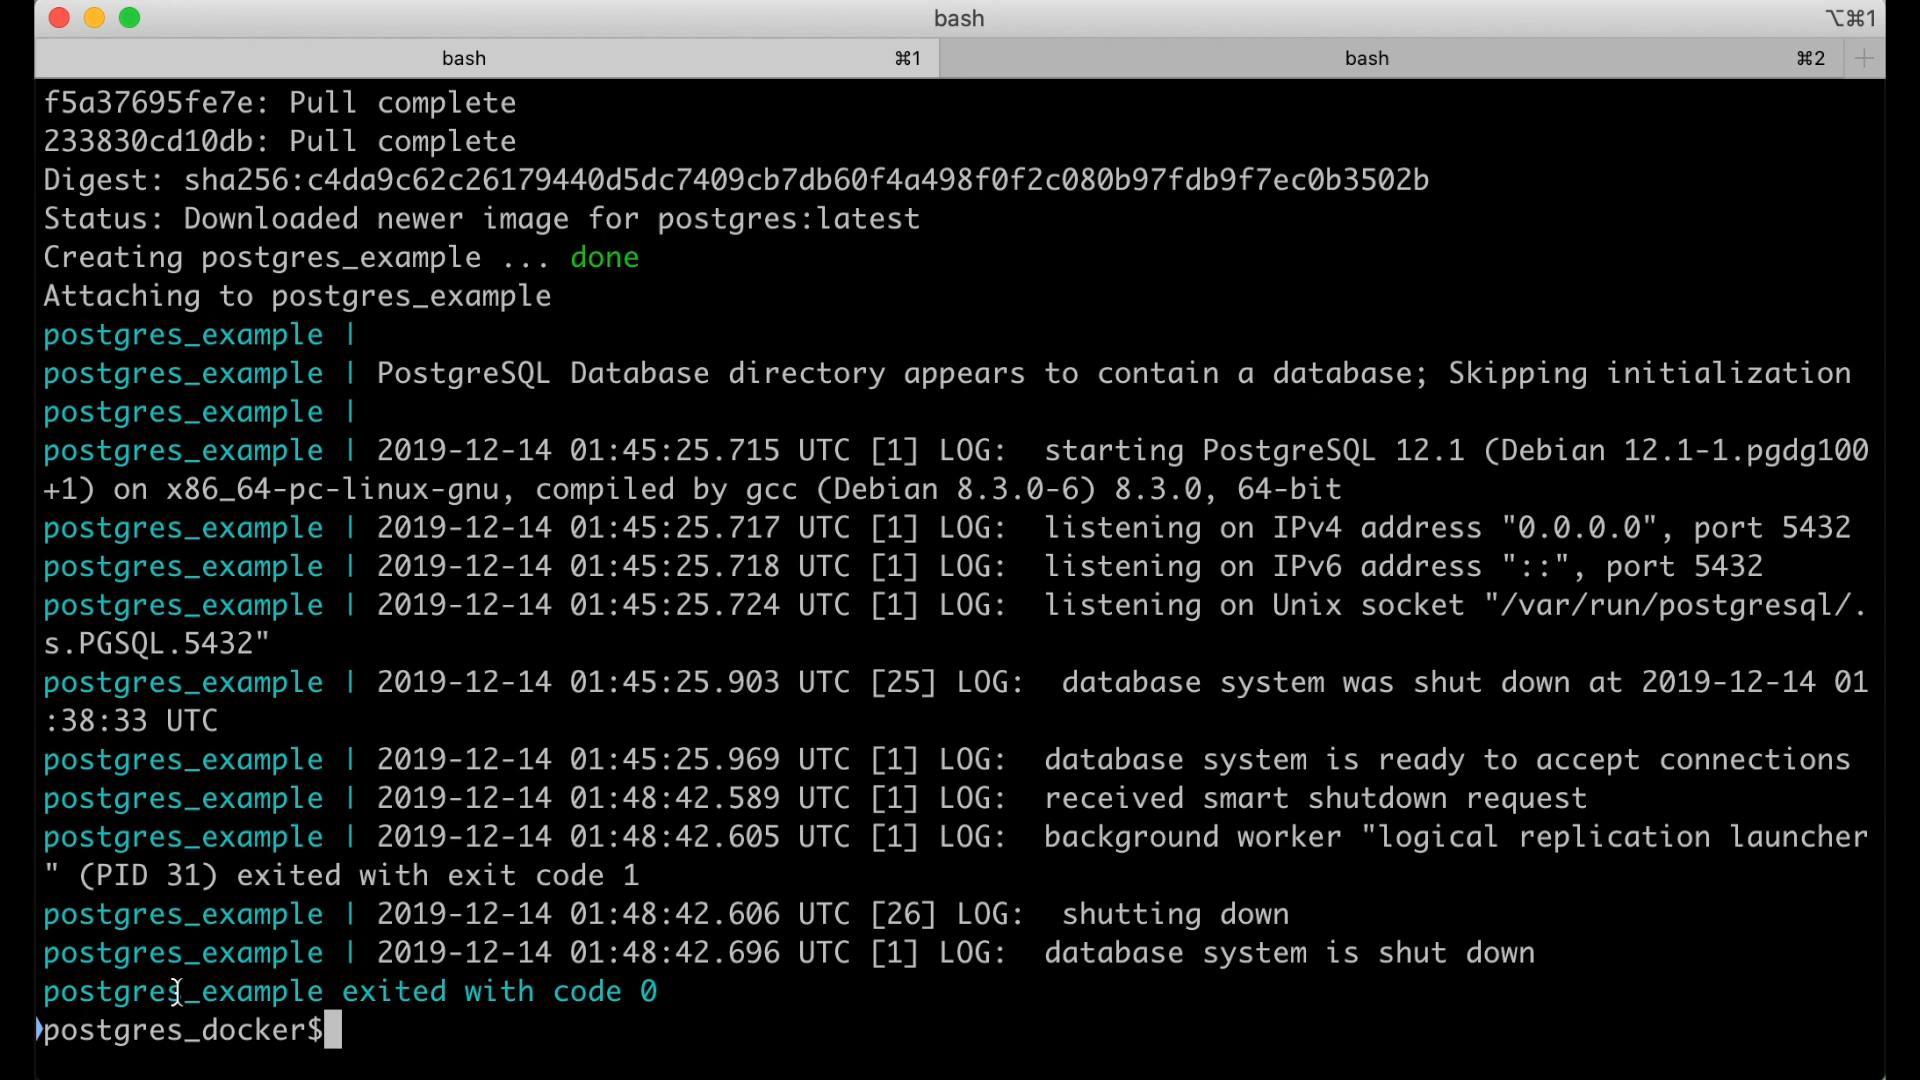 bash
⌥⌘1
bash ⌘1
bash ⌘2 +
f5a37695fe7e: Pull complete
233830cd10db: Pull complete
Digest: sha256:c4da9c62c26179440d5dc7409cb7db60f4a498f0f2c080b97fdb9f7ec0b3502b
Status: Downloaded newer image for postgres:latest
Creating postgres_example ... done
Attaching to postgres_example
postgres_example |
postgres_example | PostgreSQL Database directory appears to contain a database; Skipping initialization
postgres_example |
postgres_example | 2019-12-14 01:45:25.715 UTC [1] LOG:  starting PostgreSQL 12.1 (Debian 12.1-1.pgdg100
+1) on x86_64-pc-linux-gnu, compiled by gcc (Debian 8.3.0-6) 8.3.0, 64-bit
postgres_example | 2019-12-14 01:45:25.717 UTC [1] LOG:  listening on IPv4 address "0.0.0.0", port 5432
postgres_example | 2019-12-14 01:45:25.718 UTC [1] LOG:  listening on IPv6 address "::", port 5432
postgres_example | 2019-12-14 01:45:25.724 UTC [1] LOG:  listening on Unix socket "/var/run/postgresql/.
s.PGSQL.5432"
postgres_example | 2019-12-14 01:45:25.903 UTC [25] LOG:  database system was shut down at 2019-12-14 01
:38:33 UTC
postgres_example | 2019-12-14 01:45:25.969 UTC [1] LOG:  database system is ready to accept connections
postgres_example | 2019-12-14 01:48:42.589 UTC [1] LOG:  received smart shutdown request
postgres_example | 2019-12-14 01:48:42.605 UTC [1] LOG:  background worker "logical replication launcher
" (PID 31) exited with exit code 1
postgres_example | 2019-12-14 01:48:42.606 UTC [26] LOG:  shutting down
postgres_example | 2019-12-14 01:48:42.696 UTC [1] LOG:  database system is shut down
postgres_example exited with code 0
postgres_docker$